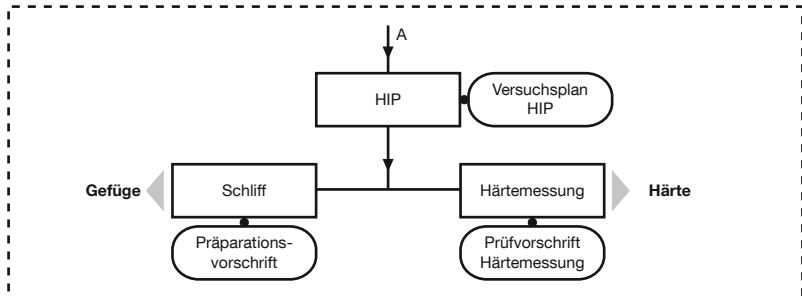 A
HIP
Versuchsplan
HIP
Gefüge
Schliff
Härtemessung
Härte
Präparations-
vorschrift
Prüfvorschrift
Härtemessung